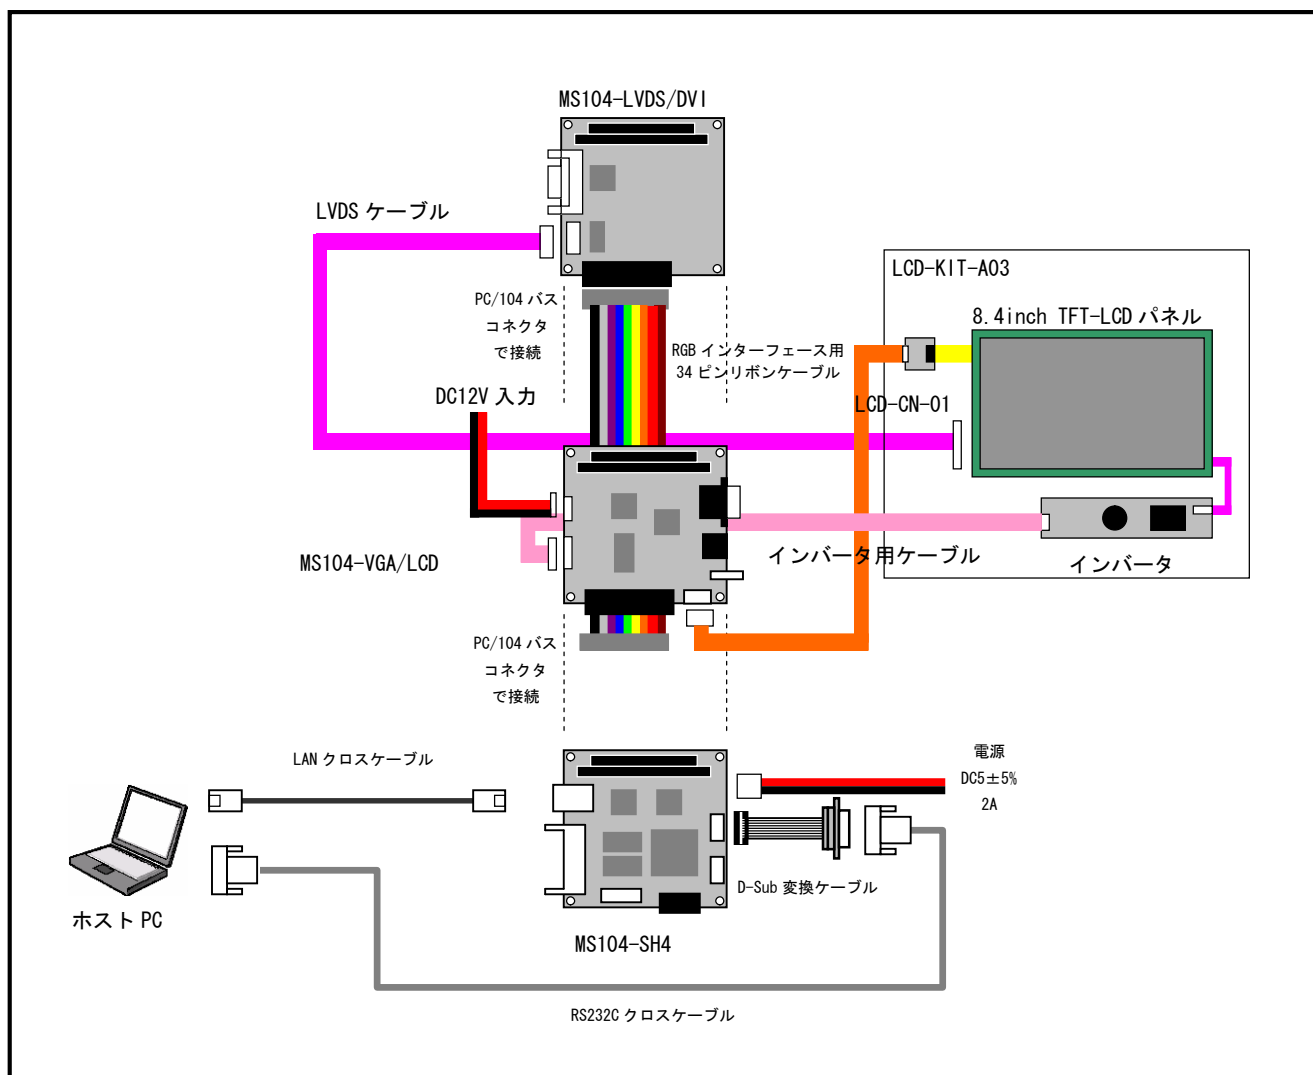 MS104-LVDS/DVI
LVDS ケーブル
LCD-KIT-A03
PC/104 バス
コネクタ
で接続
8.4inch TFT-LCD パネル
RGB インターフェース用
34 ピンリボンケーブル
DC12V 入力
LCD-CN-01
MS104-VGA/LCD
インバータ用ケーブル
インバータ
PC/104 バス
コネクタ
で接続
LAN クロスケーブル
電源
DC5±5%
2A
D-Sub 変換ケーブル
ホスト PC
MS104-SH4
RS232C クロスケーブル